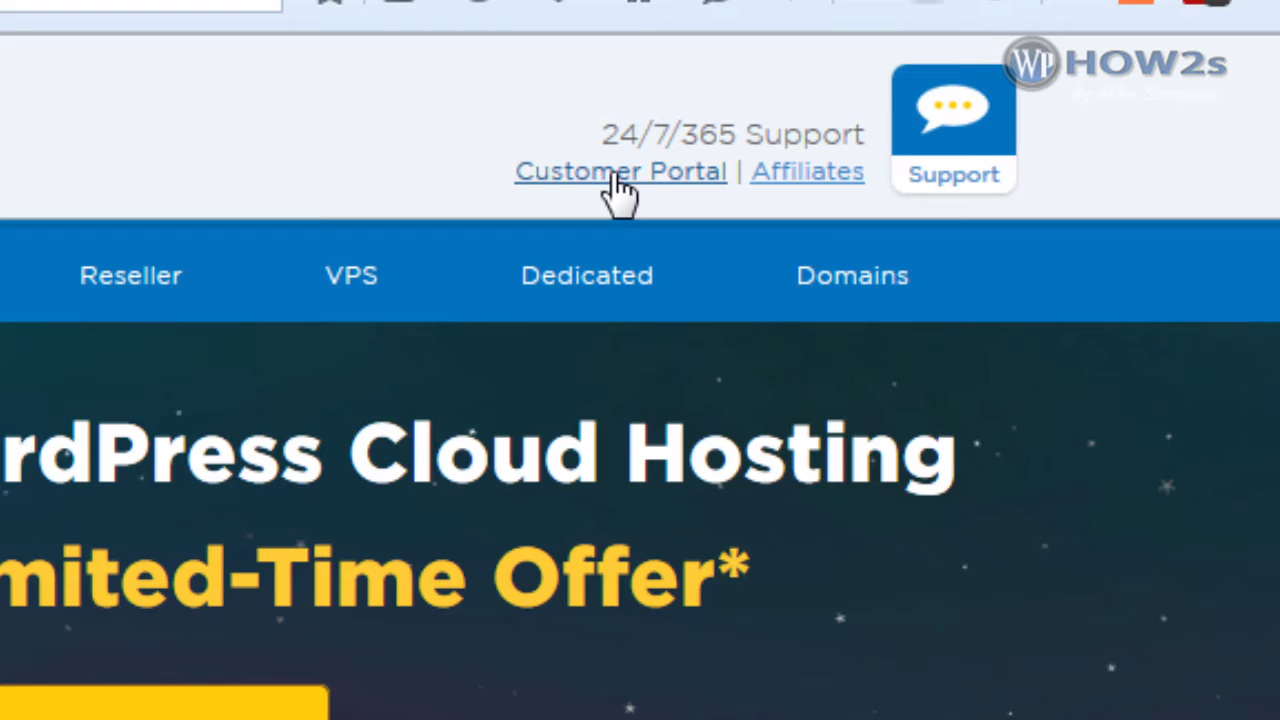 WP HOW2s
24/7/365 Support
Customer Portal | Affiliates
Support
Reseller VPS Dedicated Domains
rdPress Cloud Hosting
mited-Time Offer*